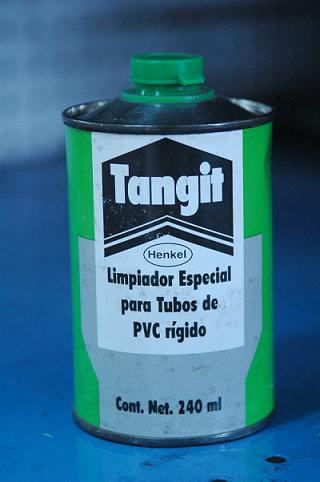 Tangit
Henkel
Limpiador Especial
para Tubos de
PVC rígido
Cont. Net. 240 ml